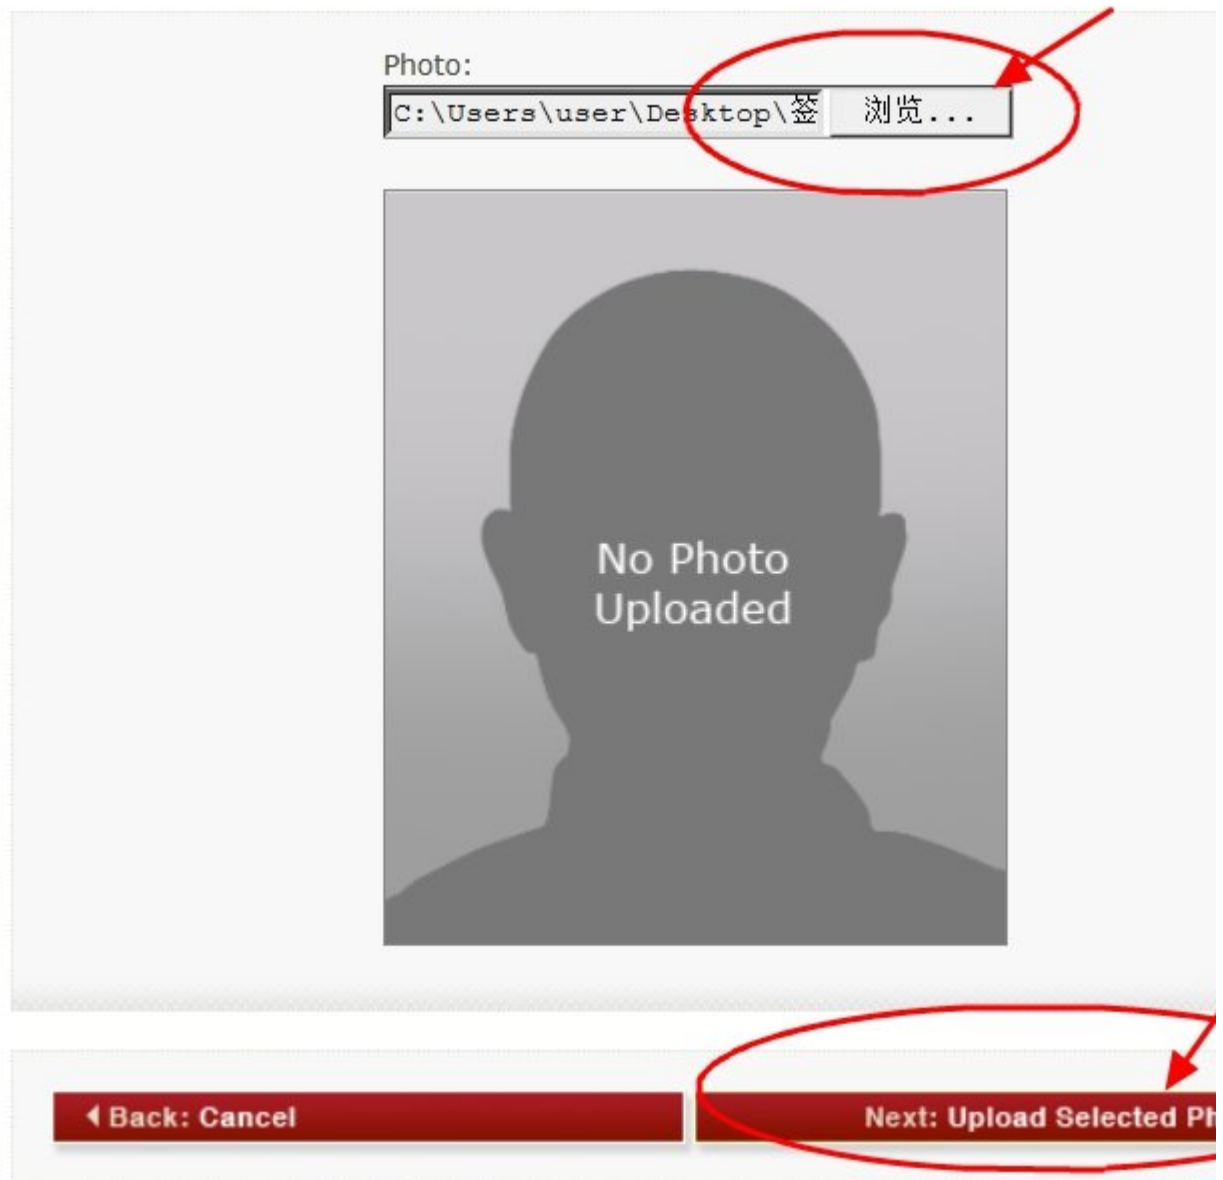 Photo:
C:\Users\user\Desktop\签 浏览...
No Photo
Uploaded
Back: Cancel
Next: Upload Selected Ph